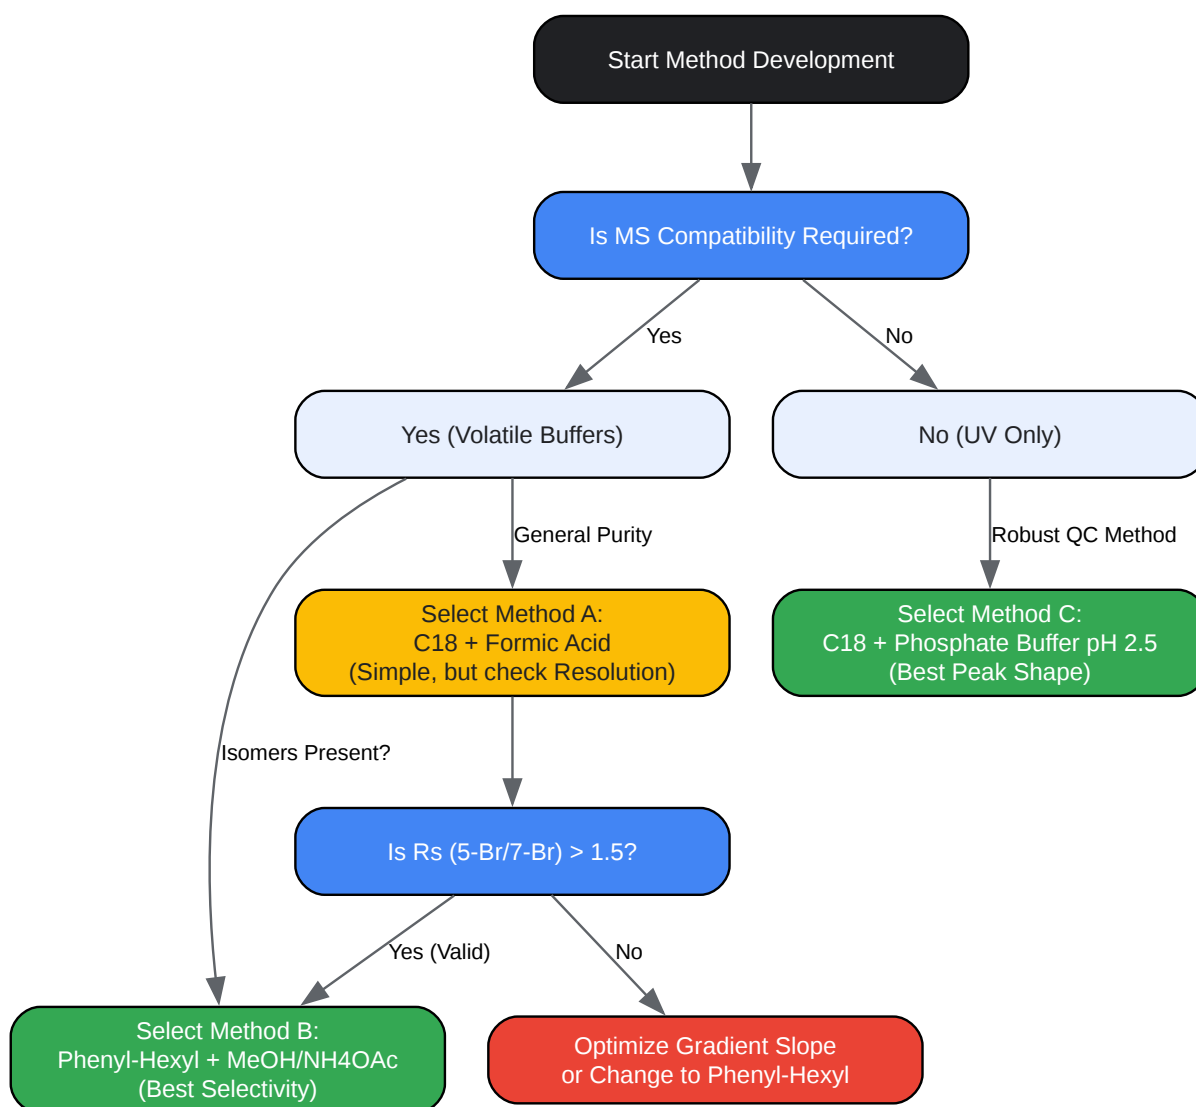 Start Method Development
Is MS Compatibility Required?
Yes
No
Yes (Volatile Buffers)
No (UV Only)
General Purity
Robust QC Method
Select Method A:
C18 + Formic Acid
(Simple, but check Resolution)
Select Method C:
C18 + Phosphate Buffer pH 2.5
(Best Peak Shape)
Isomers Present?
Is Rs (5-Br/7-Br) > 1.5?
Yes (Valid)
No
Select Method B:
Phenyl-Hexyl + MeOH/NH4OAc
(Best Selectivity)
Optimize Gradient Slope
or Change to Phenyl-Hexyl